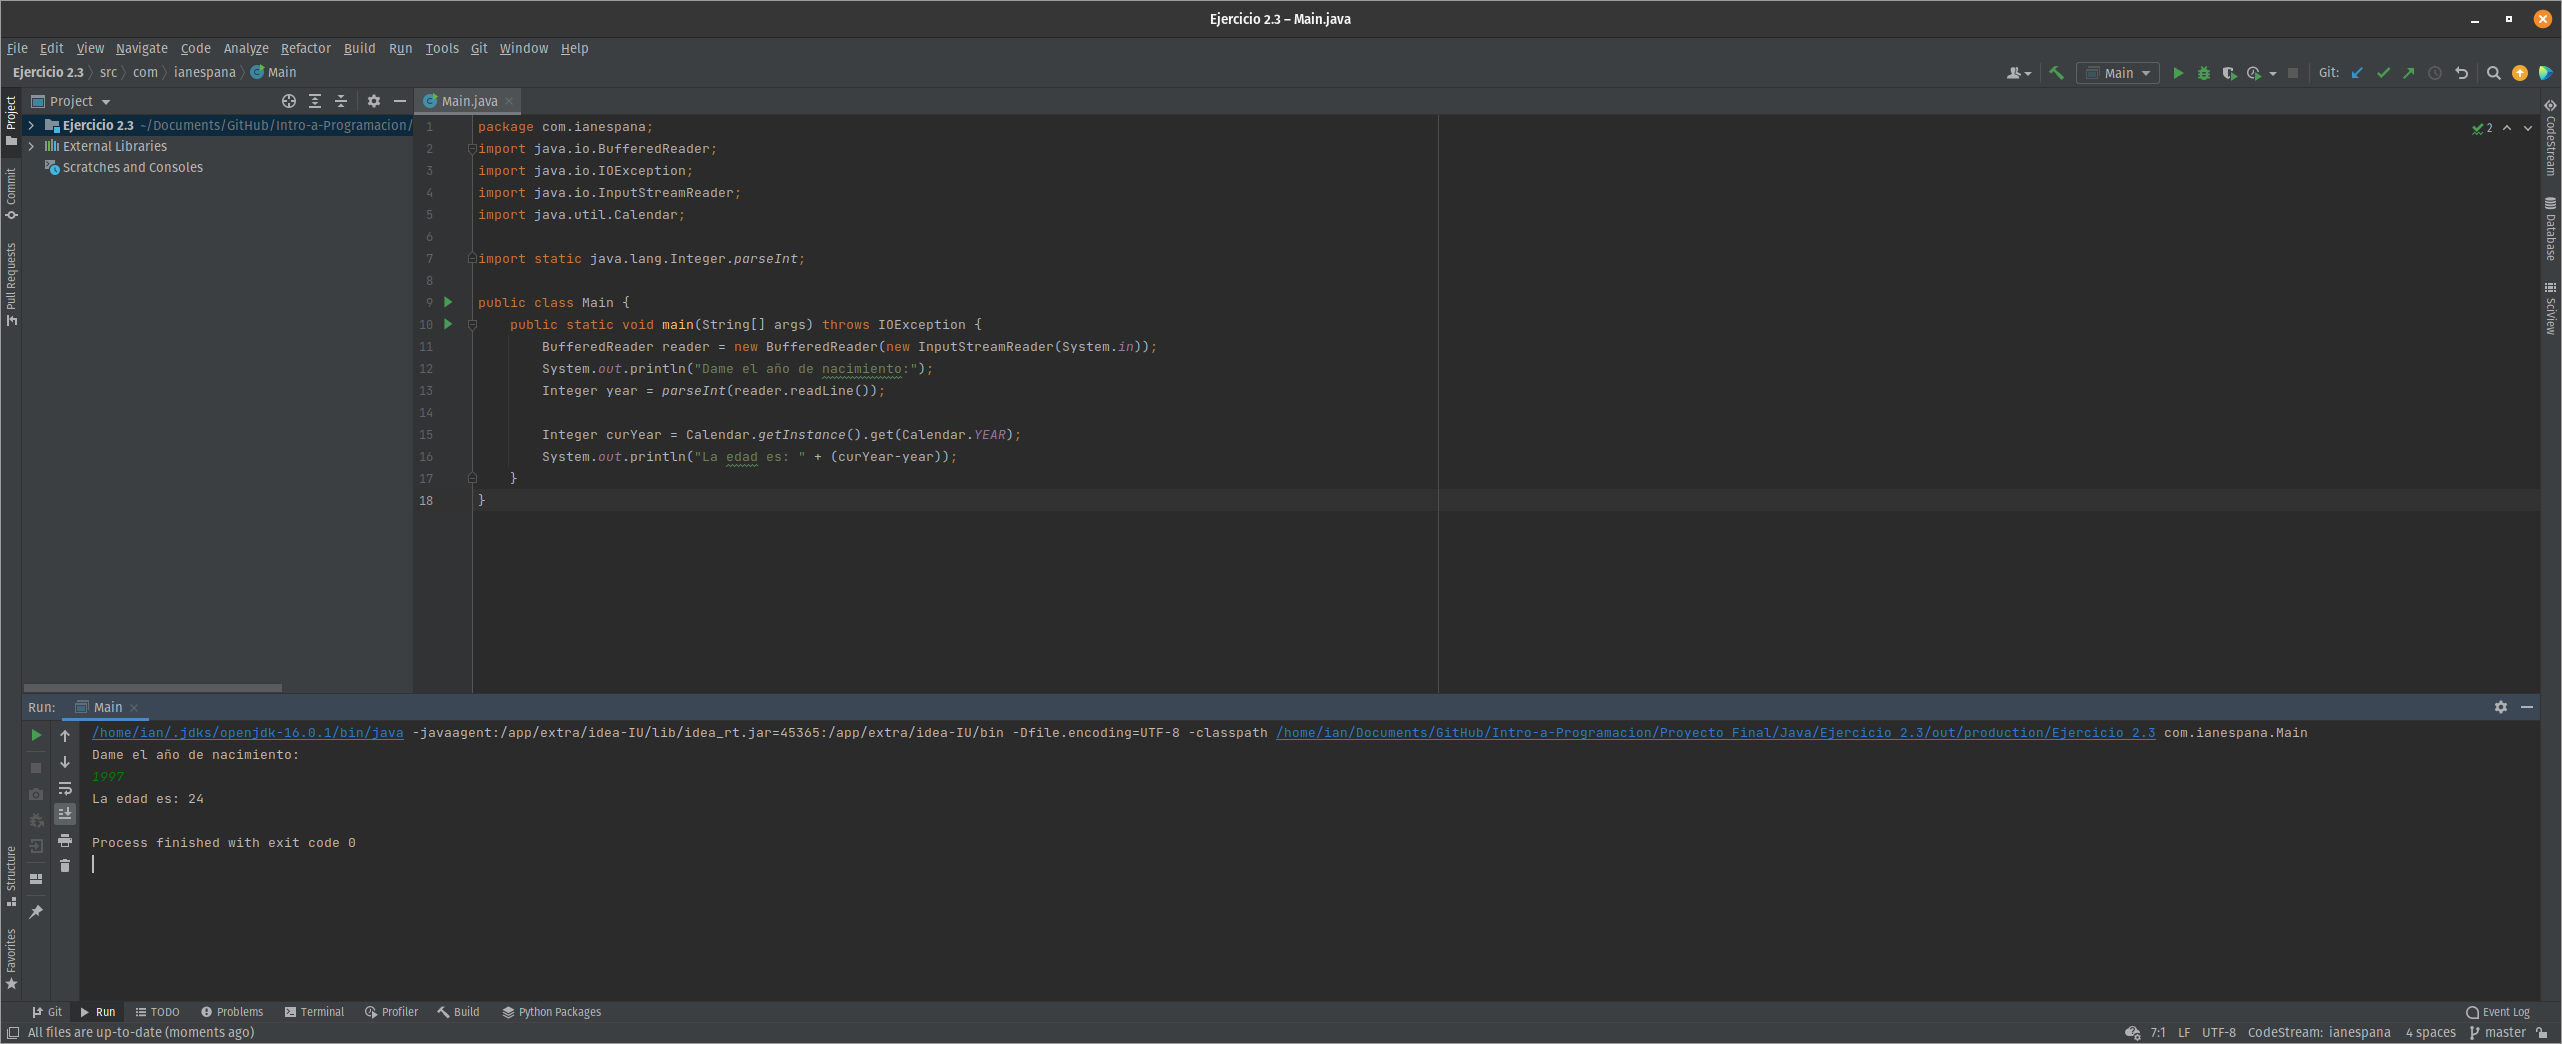 Ejercicio 2.3 – Main.java
File Edit View Navigate Code Analyze Refactor Build Run Tools Git Window Help
Ejercicio 2.3 src com ianespana Main
Main
Git:
Project
Main.java
Ejercicio 2.3 ~/Documents/GitHub/Intro-a-Programacion/
External Libraries
Scratches and Consoles
Project
Commit
Pull Requests
Structure
Favorites
1 package com.ianespana;
2 import java.io.BufferedReader;
3 import java.io.IOException;
4 import java.io.InputStreamReader;
5 import java.util.Calendar;
6
7 import static java.lang.Integer.parseInt;
8
9 public class Main {
10 public static void main(String[] args) throws IOException {
11 BufferedReader reader = new BufferedReader(new InputStreamReader(System.in));
12 System.out.println("Dame el año de nacimiento:");
13 Integer year = parseInt(reader.readLine());
14
15 Integer curYear = Calendar.getInstance().get(Calendar.YEAR);
16 System.out.println("La edad es: " + (curYear-year));
17 }
18 }
2
CodeStream
Database
SciView
Run: Main
/home/ian/.jdks/openjdk-16.0.1/bin/java -javaagent:/app/extra/idea-IU/lib/idea_rt.jar=45365:/app/extra/idea-IU/bin -Dfile.encoding=UTF-8 -classpath /home/ian/Documents/GitHub/Intro-a-Programacion/Proyecto Final/Java/Ejercicio 2.3/out/production/Ejercicio 2.3 com.ianespana.Main
Dame el año de nacimiento:
1997
La edad es: 24
Process finished with exit code 0
Git Run TODO Problems Terminal Profiler Build Python Packages
Event Log
All files are up-to-date (moments ago)
7:1 LF UTF-8 CodeStream: ianespana 4 spaces master